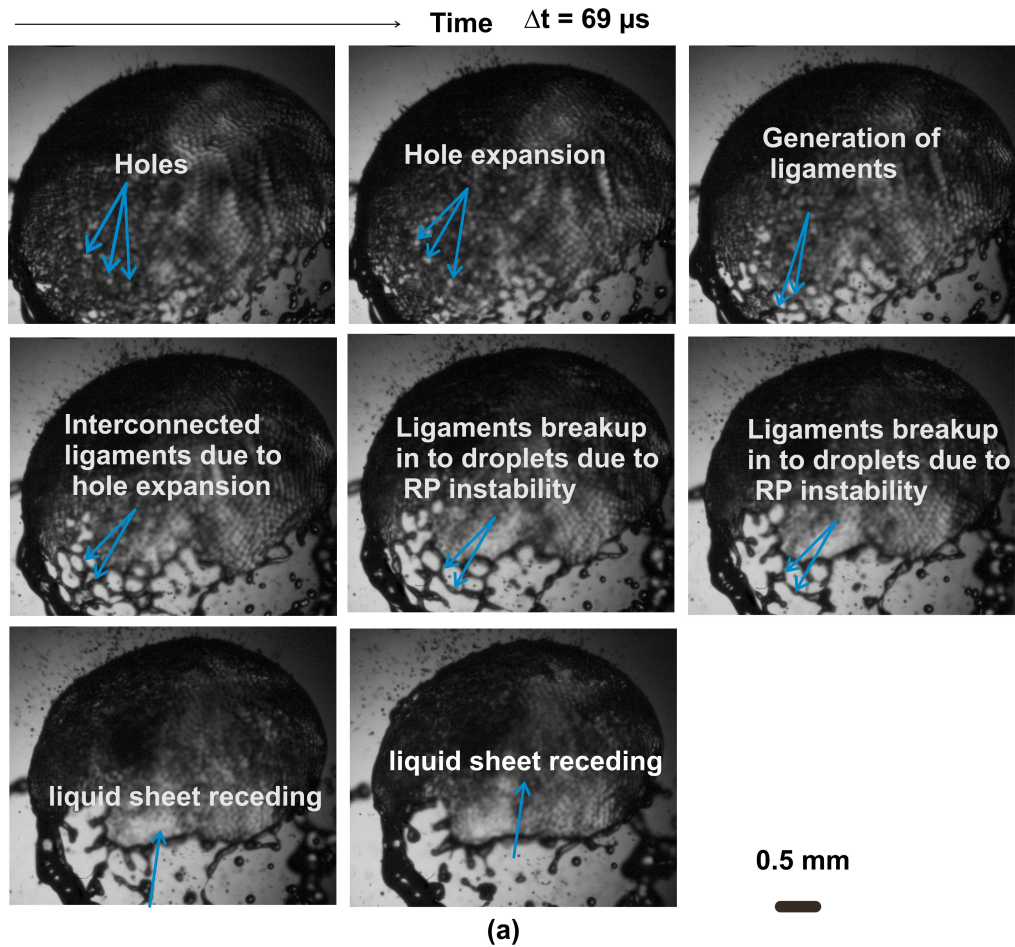 Time Δt = 69 µs
Holes
Hole expansion
Generation of
ligaments
Interconnected
ligaments due to
hole expansion
Ligaments breakup
in to droplets due to
RP instability
Ligaments breakup
in to droplets due to
RP instability
liquid sheet receding
liquid sheet receding
0.5 mm
(a)